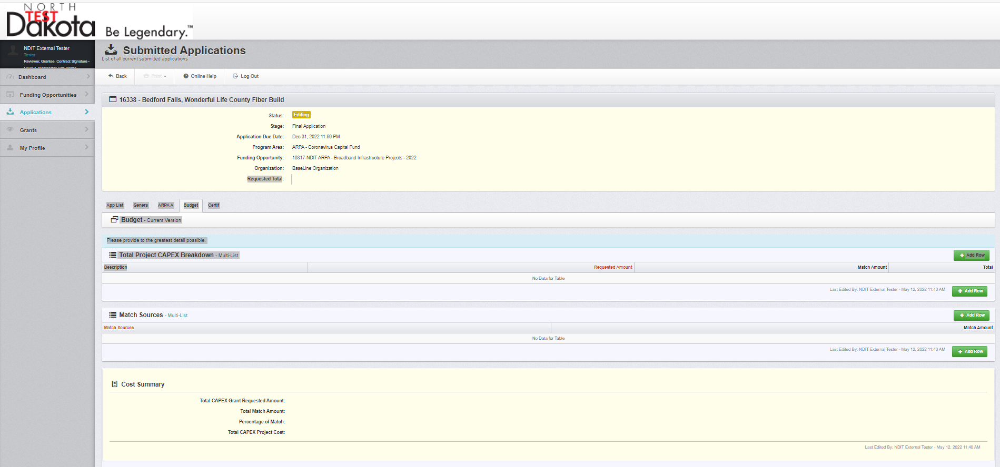 NORTH
TEST
Dakota
Be Legendary.™
NDIT External Tester
Tester
Reviewer, Grantee, Contract Signature -
Dashboard
Funding Opportunities
Applications
Grants
My Profile
Submitted Applications
List of all current submitted applications
Back
Print
Online Help
Log Out
16338 - Bedford Falls, Wonderful Life County Fiber Build
Status: Editing
Stage: Final Application
Application Due Date: Dec 31, 2022 11:59 PM
Program Area: ARPA - Coronavirus Capital Fund
Funding Opportunity: 16317-NDIT ARPA - Broadband Infrastructure Projects - 2022
Organization: BaseLine Organization
Requested Total:
App List Genera ARPA A Budget Certif
Budget - Current Version
Please provide to the greatest detail possible.
Total Project CAPEX Breakdown - Multi-List
Add Row
Description Requested Amount Match Amount Total
No Data for Table
Last Edited By: NDIT External Tester - May 12, 2022 11:40 AM
Add Row
Match Sources - Multi-List
Add Row
Match Sources Match Amount
No Data for Table
Last Edited By: NDIT External Tester - May 12, 2022 11:40 AM
Add Row
Cost Summary
Total CAPEX Grant Requested Amount:
Total Match Amount:
Percentage of Match:
Total CAPEX Project Cost:
Last Edited By: NDIT External Tester - May 12, 2022 11:40 AM